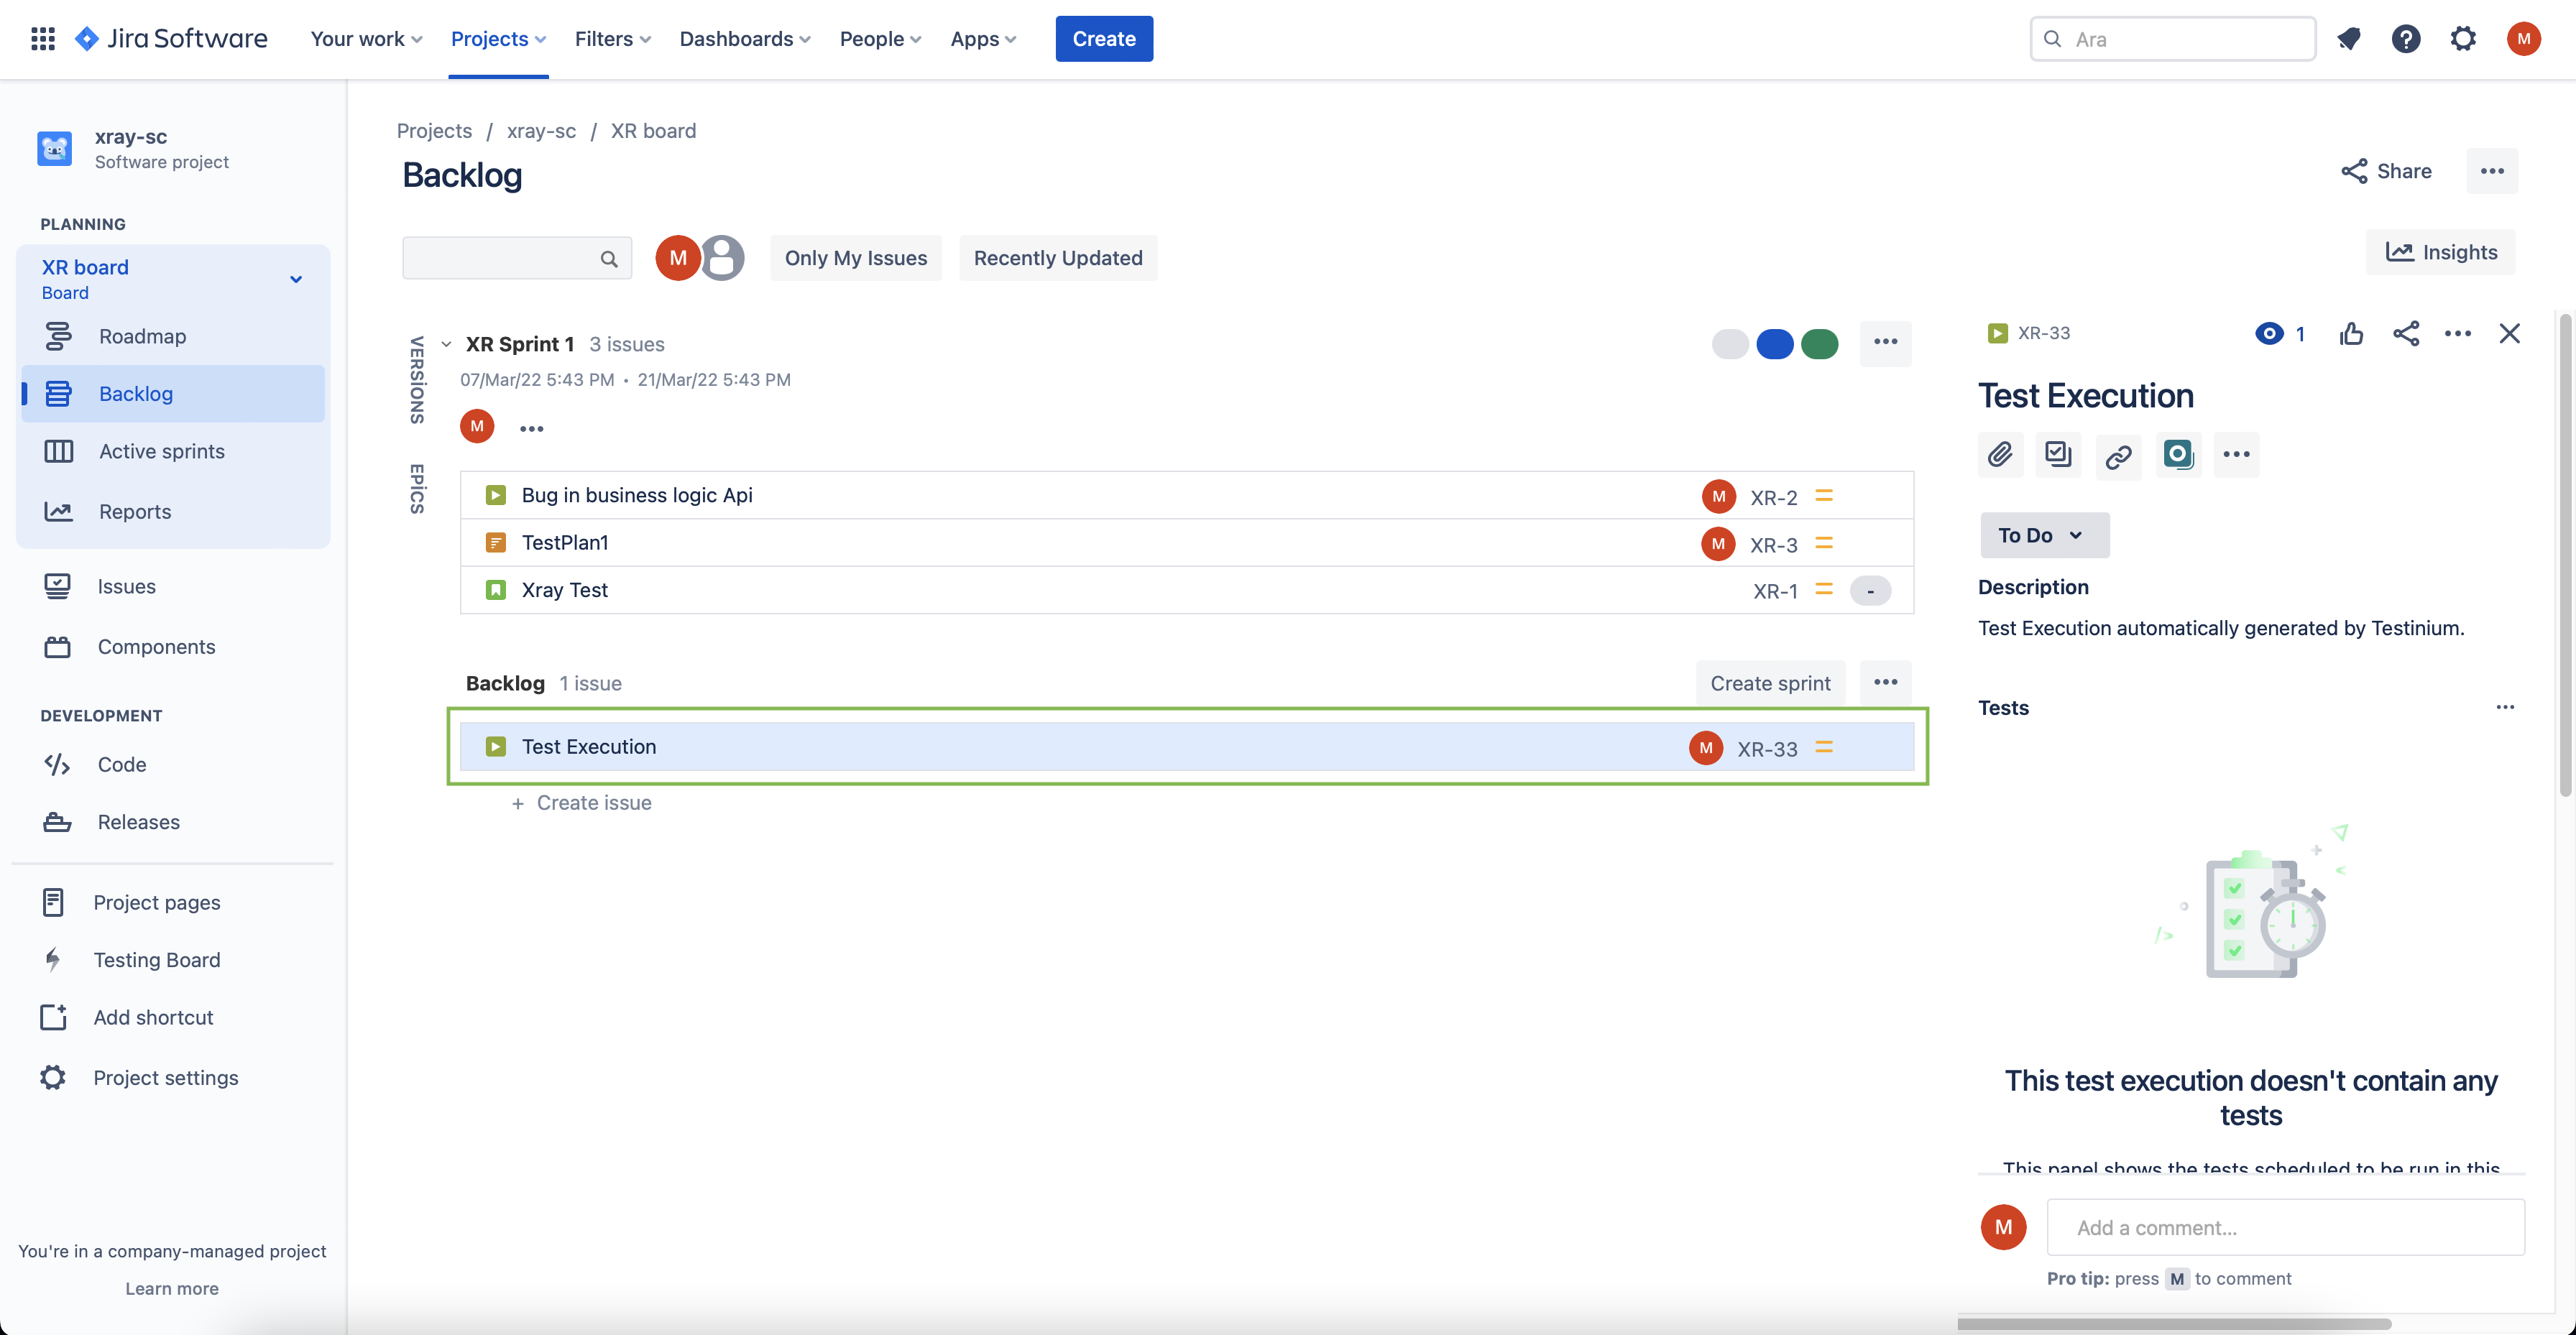 Jira Software
Your work
Projects
Filters
Dashboards
People
Apps
Create
Ara
M
xray-sc
Software project
PLANNING
XR board
Board
Roadmap
Backlog
Active sprints
Reports
Issues
Components
DEVELOPMENT
Code
Releases
Project pages
Testing Board
Add shortcut
Project settings
You're in a company-managed project
Learn more
Projects / xray-sc / XR board
Backlog
Share
M
Only My Issues
Recently Updated
Insights
VERSİONS
EPİCS
XR Sprint 1 3 issues
07/Mar/22 5:43 PM • 21/Mar/22 5:43 PM
M
Bug in business logic Api M XR-2
TestPlan1 M XR-3
Xray Test XR-1 -
Backlog 1 issue
Create sprint
Test Execution M XR-33
+ Create issue
XR-33
1
Test Execution
To Do
Description
Test Execution automatically generated by Testinium.
Tests
This test execution doesn't contain any
tests
This panel shows the tests scheduled to be run in this
M
Add a comment...
Pro tip: press M to comment